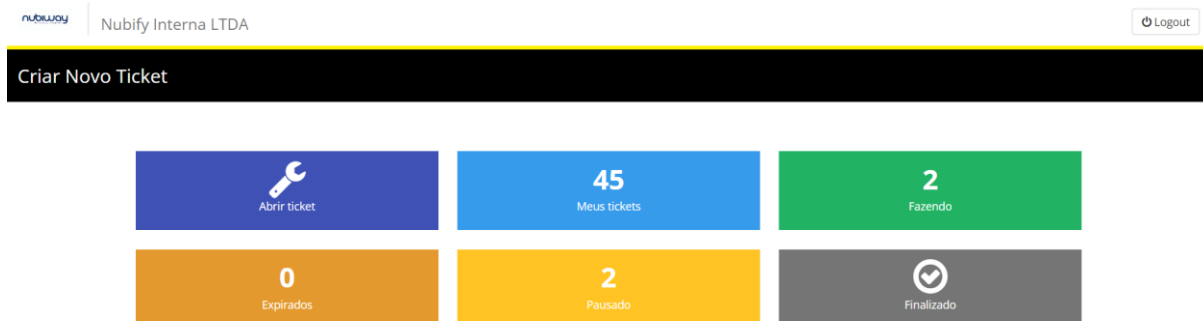 nubiway
Nubify Interna LTDA
Logout
Criar Novo Ticket
Abrir ticket
45
Meus tickets
2
Fazendo
0
Expirados
2
Pausado
Finalizado